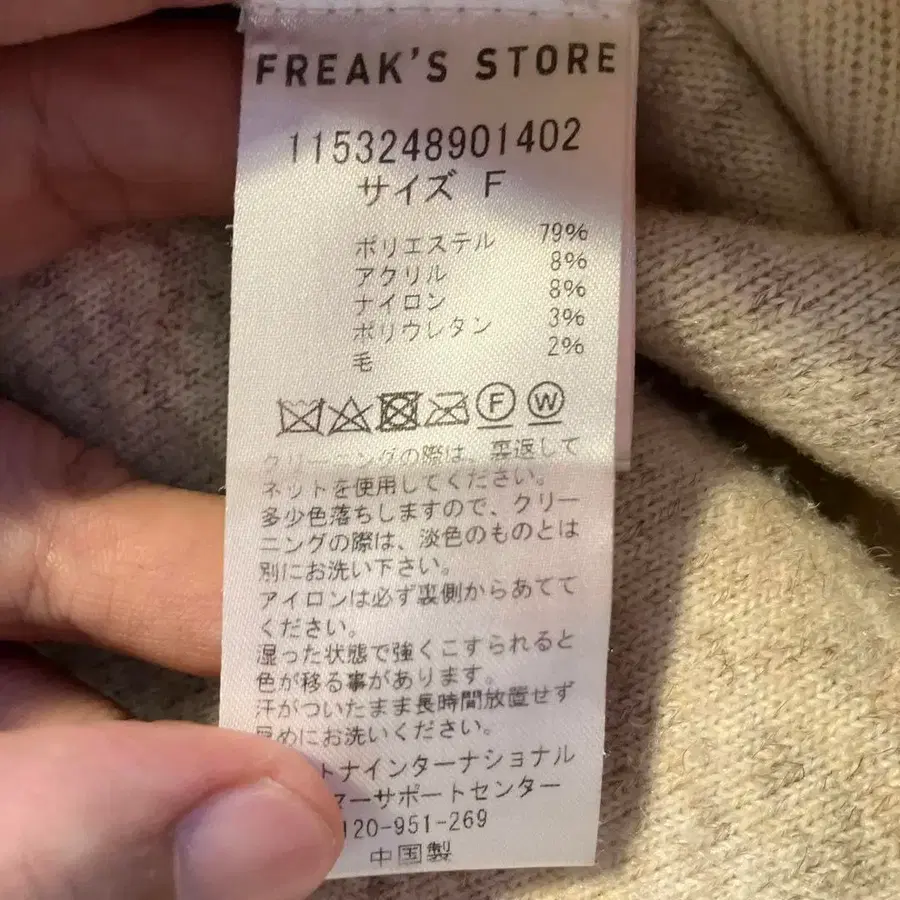 FREAK'S STORE
1153248901402
サイズ F
ポリエステル 79%
アクリル 8%
ナイロン 8%
ポリウレタン 3%
毛 2%
F W
クリーニングの際は、裏返して
ネットを使用してください。
多少色落ちしますので、クリー
ニングの際は、淡色のものとは
別にお洗い下さい。
アイロンは必ず裏側からあてて
ください。
湿った状態で強くこすられると
色が移る事があります。
汗がついたまま長時間放置せず
早めにお洗いください。
トナインターナショナル
マーサポートセンター
120-951-269
中国製